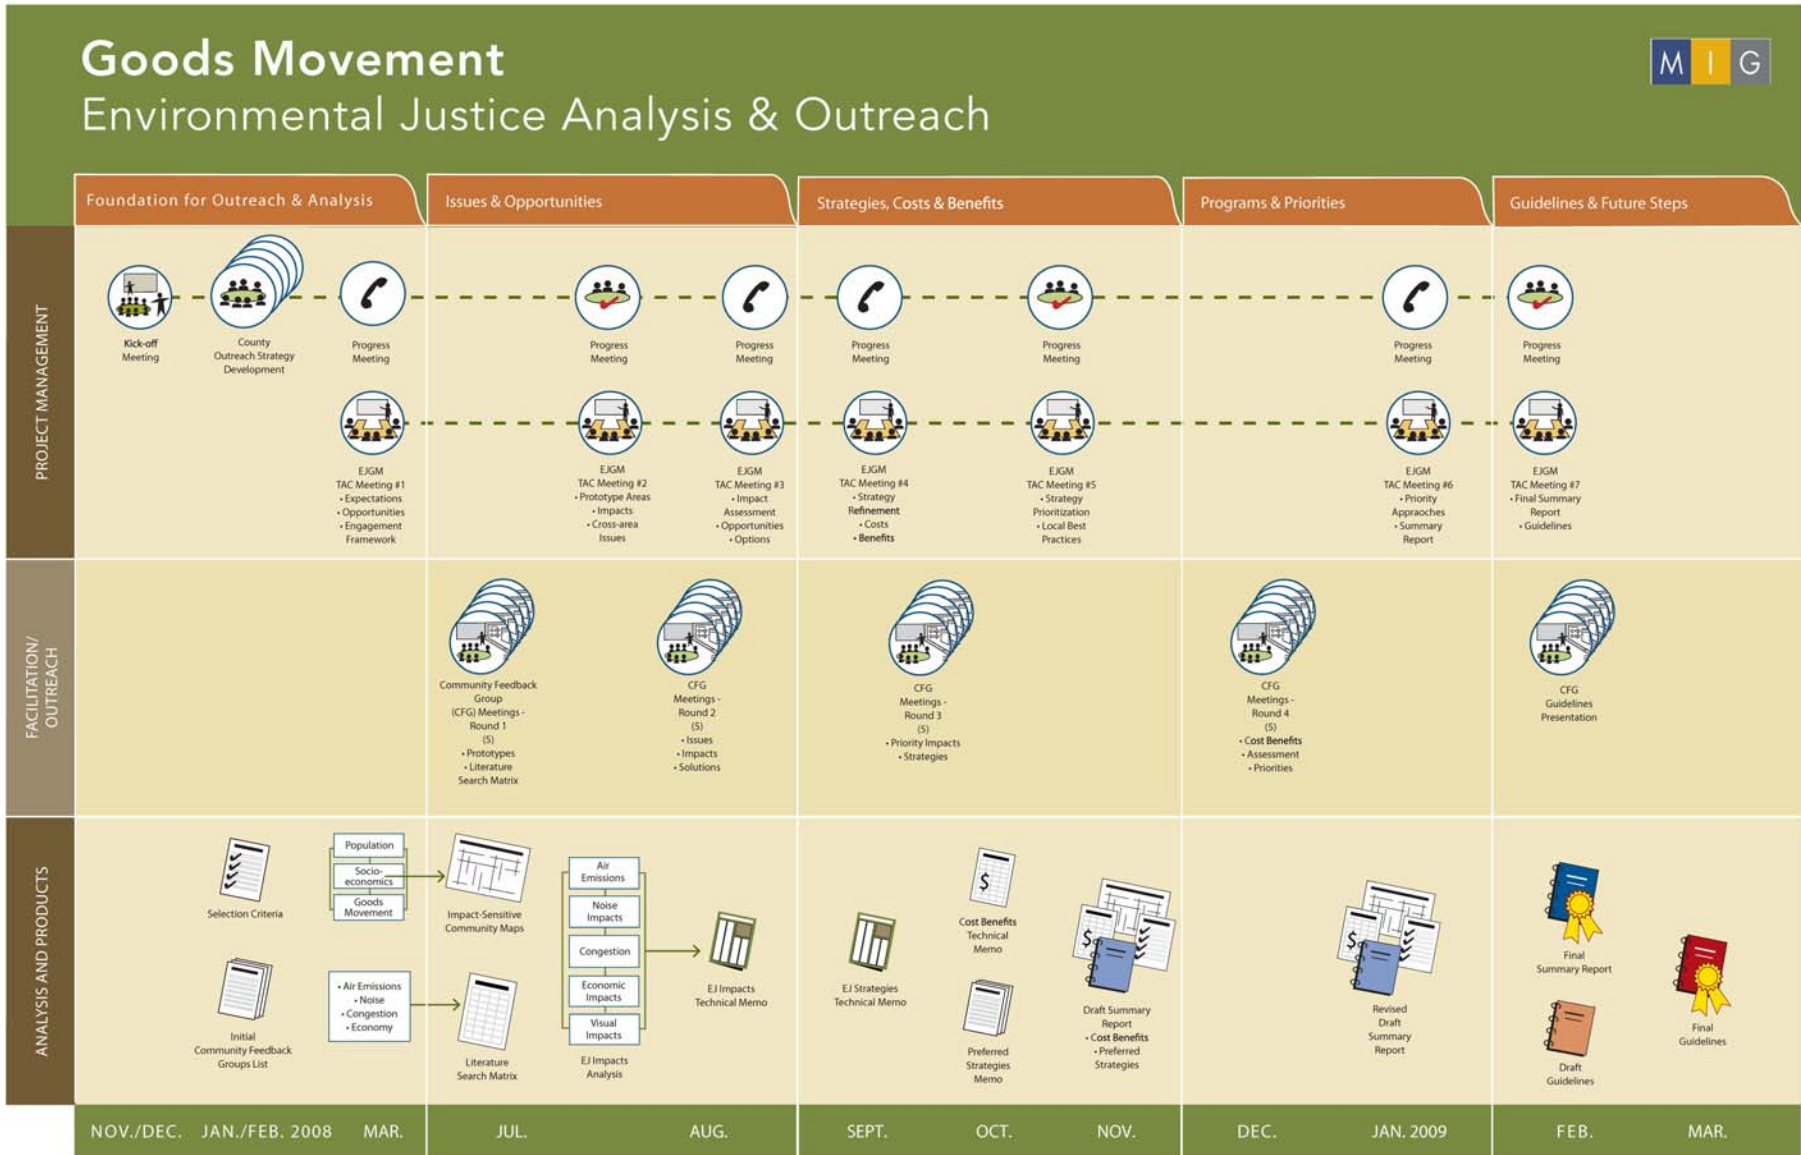 Goods Movement
Environmental Justice Analysis & Outreach
M I G
Foundation for Outreach & Analysis
Issues & Opportunities
Strategies, Costs & Benefits
Programs & Priorities
Guidelines & Future Steps
PROJECT MANAGEMENT
Kick-off
Meeting
County
Outreach Strategy
Development
Progress
Meeting
Progress
Meeting
Progress
Meeting
Progress
Meeting
Progress
Meeting
Progress
Meeting
Progress
Meeting
EJGM
TAC Meeting #1
• Expectations
• Opportunities
• Engagement
Framework
EJGM
TAC Meeting #2
• Prototype Areas
• Impacts
• Cross-area
Issues
EJGM
TAC Meeting #3
• Impact
Assessment
• Opportunities
• Options
EJGM
TAC Meeting #4
• Strategy
Refinement
• Costs
• Benefits
EJGM
TAC Meeting #5
• Strategy
Prioritization
• Local Best
Practices
EJGM
TAC Meeting #6
• Priority
Appraoches
• Summary
Report
EJGM
TAC Meeting #7
• Final Summary
Report
• Guidelines
FACILITATION/
OUTREACH
Community Feedback
Group
(CFG) Meetings -
Round 1
(5)
• Prototypes
• Literature
Search Matrix
CFG
Meetings -
Round 2
(5)
• Issues
• Impacts
• Solutions
CFG
Meetings -
Round 3
(5)
• Priority Impacts
• Strategies
CFG
Meetings -
Round 4
(5)
• Cost Benefits
• Assessment
• Priorities
CFG
Guidelines
Presentation
ANALYSIS AND PRODUCTS
Selection Criteria
Initial
Community Feedback
Groups List
Population
Socio-
economics
Goods
Movement
• Air Emissions
• Noise
• Congestion
• Economy
Impact-Sensitive
Community Maps
Literature
Search Matrix
Air
Emissions
Noise
Impacts
Congestion
Economic
Impacts
Visual
Impacts
EJ Impacts
Analysis
EJ Impacts
Technical Memo
EJ Strategies
Technical Memo
$
Cost Benefits
Technical
Memo
Preferred
Strategies
Memo
$
Draft Summary
Report
• Cost Benefits
• Preferred
Strategies
$
Revised
Draft
Summary
Report
Final
Summary Report
Draft
Guidelines
Final
Guidelines
NOV./DEC. JAN./FEB. 2008 MAR. JUL. AUG. SEPT. OCT. NOV. DEC. JAN. 2009 FEB. MAR.